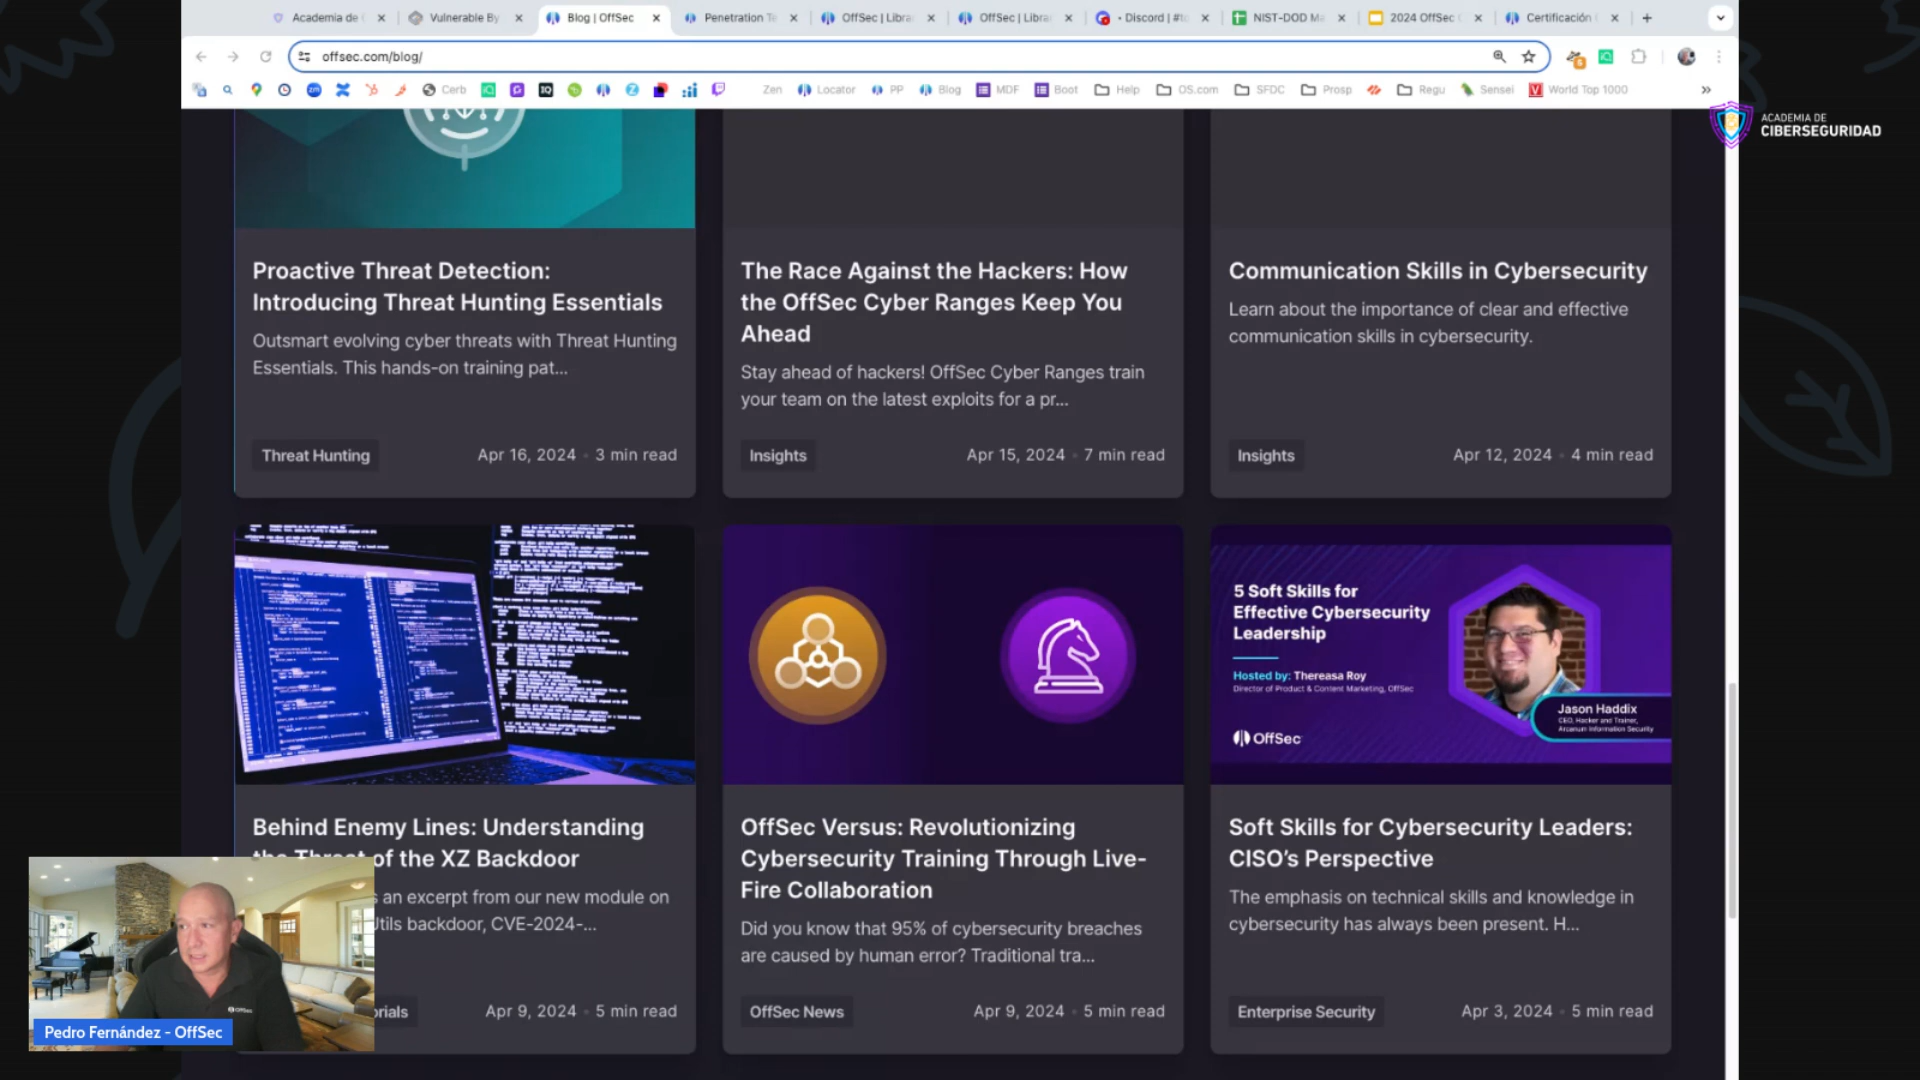 Academia de
Vulnerable By
Blog | OffSec
Penetration Te
OffSec | Libra
OffSec | Libra
• Discord | #to
NIST-DOD Ma
2024 OffSec
Certificación
offsec.com/blog/
Cerb
Zen
Locator
PP
Blog
MDF
Boot
Help
OS.com
SFDC
Prosp
Regu
Sensei
World Top 1000
ACADEMIA DE
CIBERSEGURIDAD
Proactive Threat Detection:
Introducing Threat Hunting Essentials
Outsmart evolving cyber threats with Threat Hunting
Essentials. This hands-on training pat...
Threat Hunting
Apr 16, 2024 • 3 min read
The Race Against the Hackers: How
the OffSec Cyber Ranges Keep You
Ahead
Stay ahead of hackers! OffSec Cyber Ranges train
your team on the latest exploits for a pr...
Insights
Apr 15, 2024 • 7 min read
Communication Skills in Cybersecurity
Learn about the importance of clear and effective
communication skills in cybersecurity.
Insights
Apr 12, 2024 • 4 min read
Behind Enemy Lines: Understanding
the Threat of the XZ Backdoor
an excerpt from our new module on
backdoor, CVE-2024-...
rials
Apr 9, 2024 • 5 min read
OffSec Versus: Revolutionizing
Cybersecurity Training Through Live-
Fire Collaboration
Did you know that 95% of cybersecurity breaches
are caused by human error? Traditional tra...
OffSec News
Apr 9, 2024 • 5 min read
5 Soft Skills for
Effective Cybersecurity
Leadership
Hosted by: Thereasa Roy
Director of Product & Content Marketing, OffSec
OffSec
Jason Haddix
CEO, Hacker and Trainer,
Arcanum Information Security
Soft Skills for Cybersecurity Leaders:
CISO’s Perspective
The emphasis on technical skills and knowledge in
cybersecurity has always been present. H...
Enterprise Security
Apr 3, 2024 • 5 min read
Pedro Fernández - OffSec